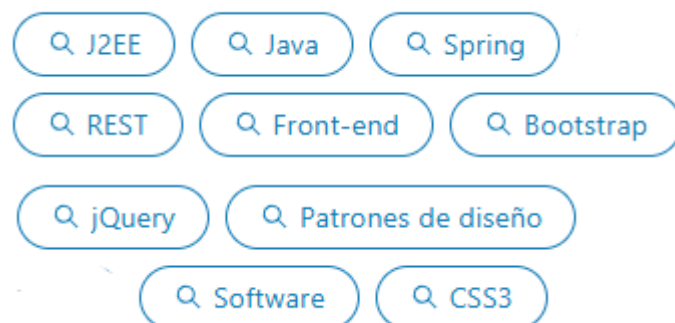 J2EE Java Spring
REST Front-end Bootstrap
jQuery Patrones de diseño
Software CSS3